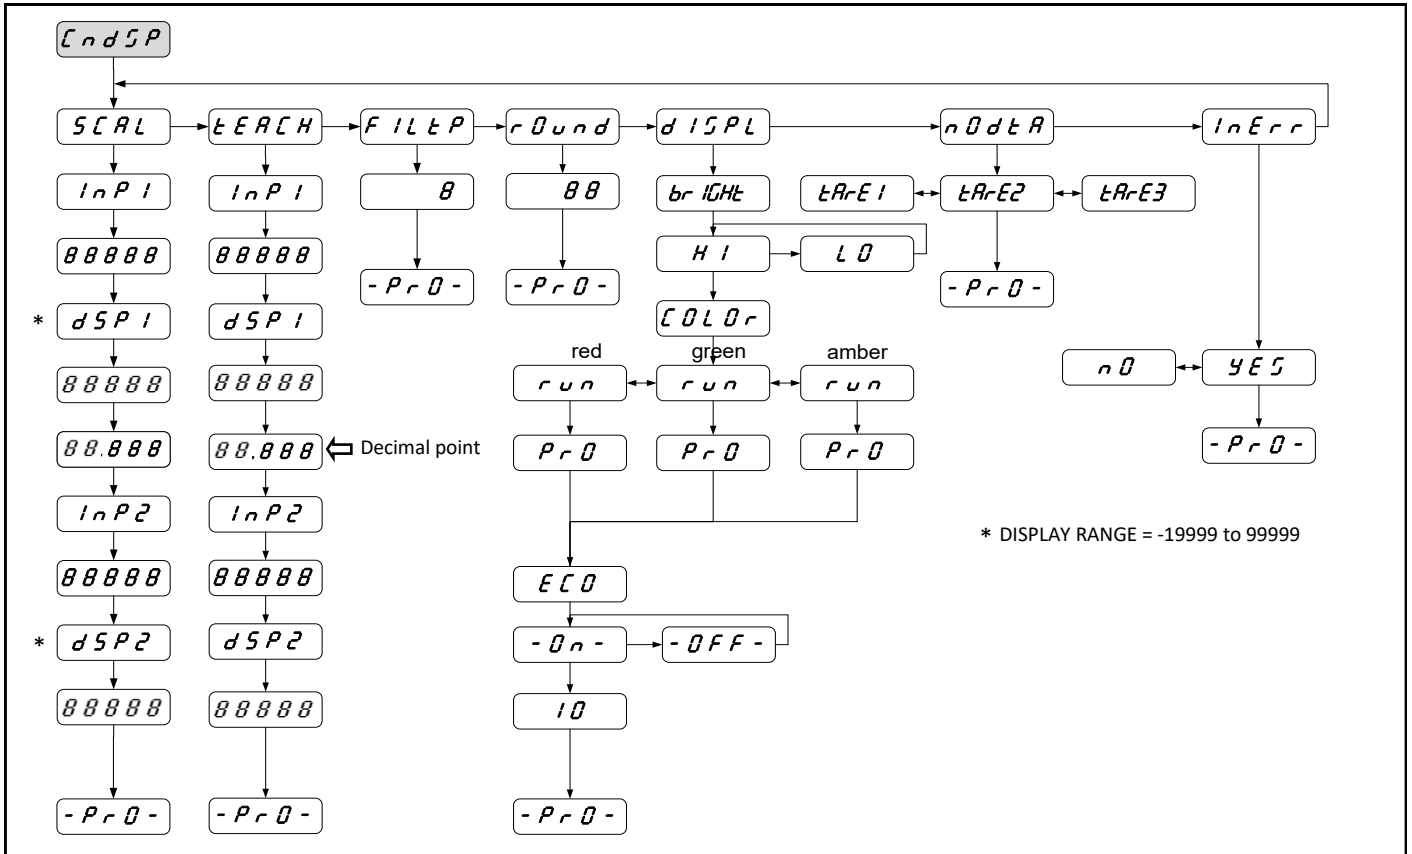 CndSP
SCAL tEACH FILtP rOund dISPL nOdtA InErr
InP1 InP1 8 88 brIGHt tArE1 tArE2 tArE3
88888 88888 HI LO
-PrO- -PrO- -PrO-
* dSP1 dSP1 COLOr
red green amber
88888 88888 run run run nO YES
88.888 88.888 Decimal point PrO PrO PrO -PrO-
InP2 InP2
* DISPLAY RANGE = -19999 to 99999
88888 88888 ECO
* dSP2 dSP2 -On- -OFF-
88888 88888 10
-PrO- -PrO- -PrO-